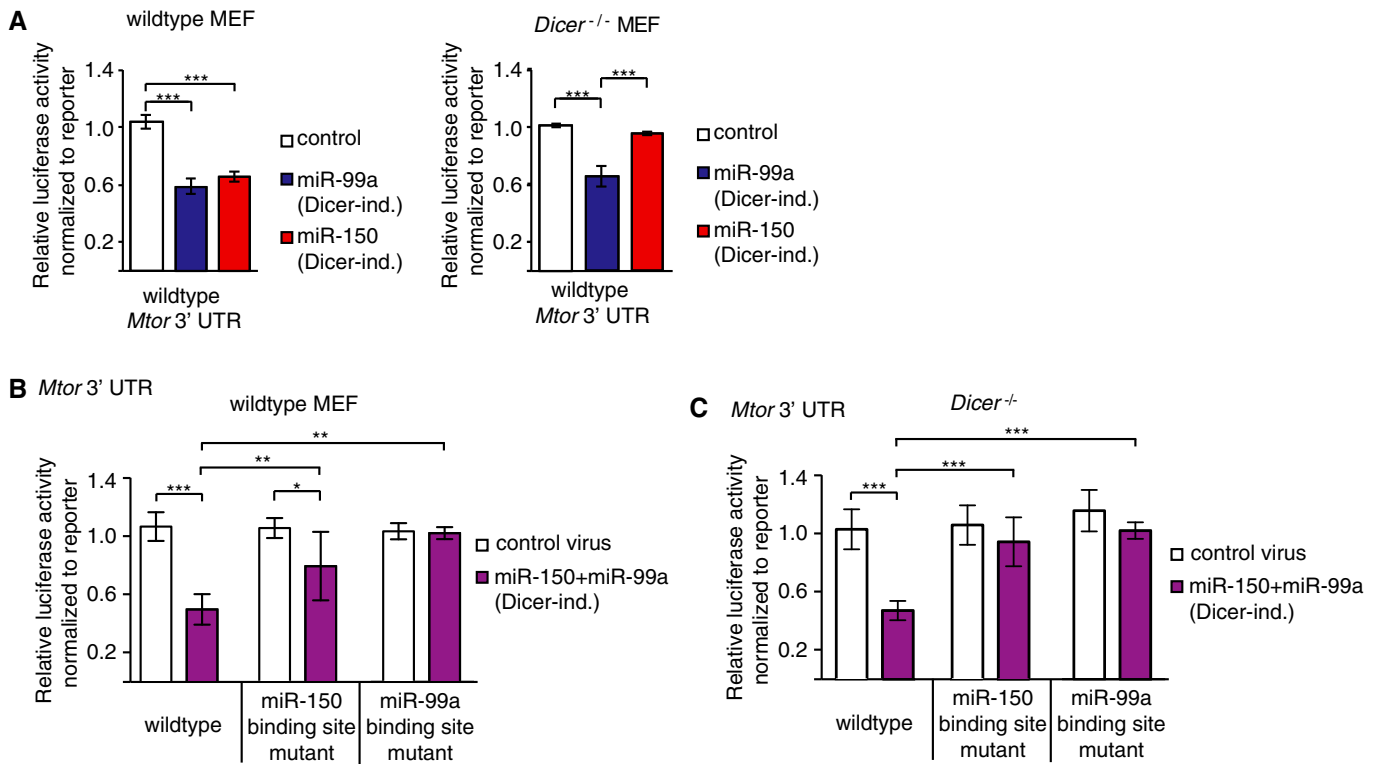 A
wildtype MEF
Relative luciferase activity
normalized to reporter
1.4
1.0
0.6
0.2
***
***
control
miR-99a
(Dicer-ind.)
miR-150
(Dicer-ind.)
wildtype
Mtor 3' UTR
Dicer -/- MEF
Relative luciferase activity
normalized to reporter
1.4
1.0
0.6
0.2
***
***
control
miR-99a
(Dicer-ind.)
miR-150
(Dicer-ind.)
wildtype
Mtor 3' UTR
B
Mtor 3' UTR
wildtype MEF
Relative luciferase activity
normalized to reporter
1.4
1.0
0.6
0.2
**
**
***
*
control virus
miR-150+miR-99a
(Dicer-ind.)
wildtype
miR-150
binding site
mutant
miR-99a
binding site
mutant
C
Mtor 3' UTR
Dicer -/-
Relative luciferase activity
normalized to reporter
1.4
1.0
0.6
0.2
***
***
***
control virus
miR-150+miR-99a
(Dicer-ind.)
wildtype
miR-150
binding site
mutant
miR-99a
binding site
mutant